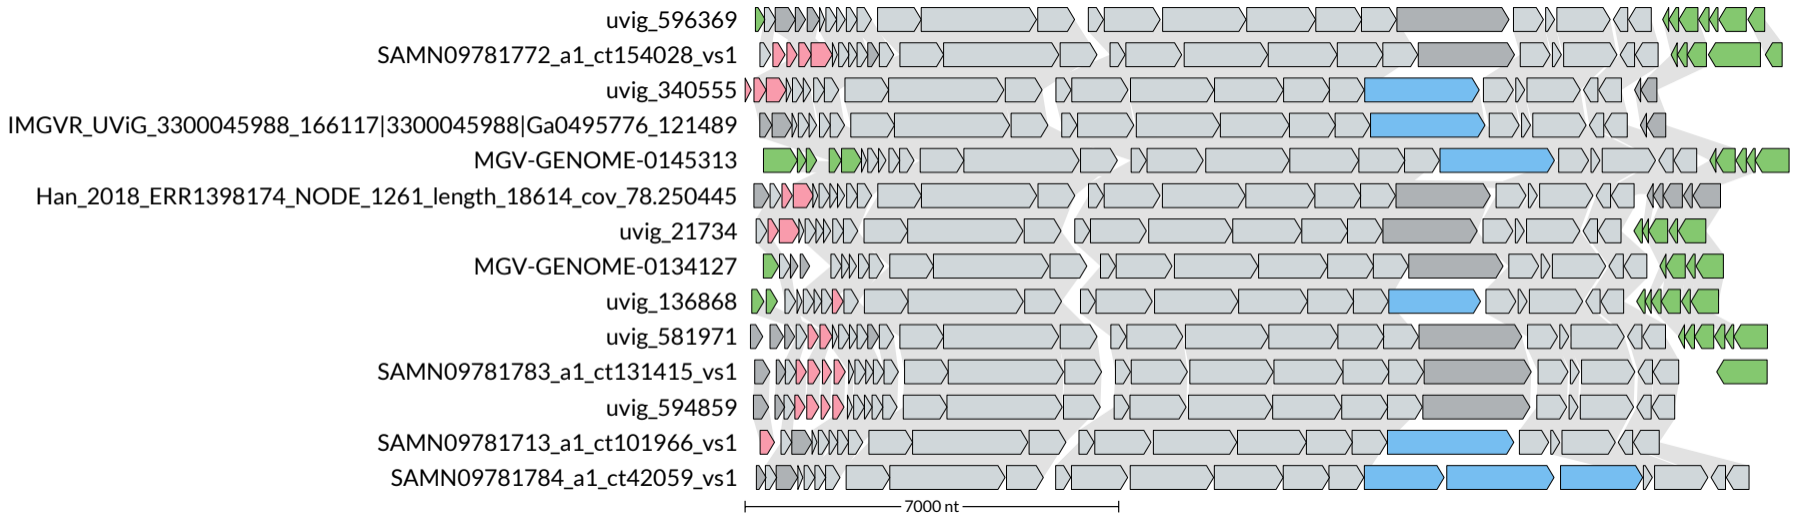 uvig_596369
SAMN09781772_a1_ct154028_vs1
uvig_340555
IMGVR_UViG_3300045988_166117|3300045988|Ga0495776_121489
MGV-GENOME-0145313
Han_2018_ERR1398174_NODE_1261_length_18614_cov_78.250445
uvig_21734
MGV-GENOME-0134127
uvig_136868
uvig_581971
SAMN09781783_a1_ct131415_vs1
uvig_594859
SAMN09781713_a1_ct101966_vs1
SAMN09781784_a1_ct42059_vs1
7000 nt